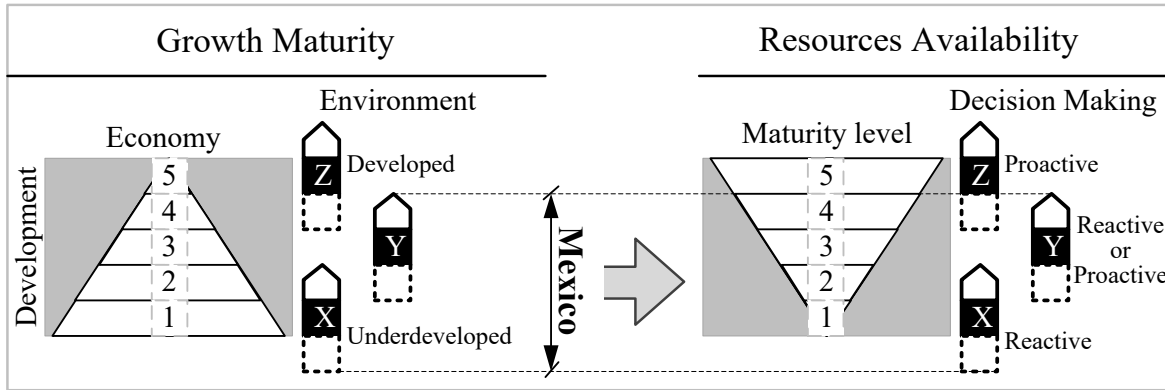 Growth Maturity
Resources Availability
Environment
Decision Making
Economy
Maturity level
Development
5
4
3
2
1
Z
Developed
Y
X
Underdeveloped
Mexico
5
4
3
2
1
Z
Proactive
Y
Reactive
or
Proactive
X
Reactive